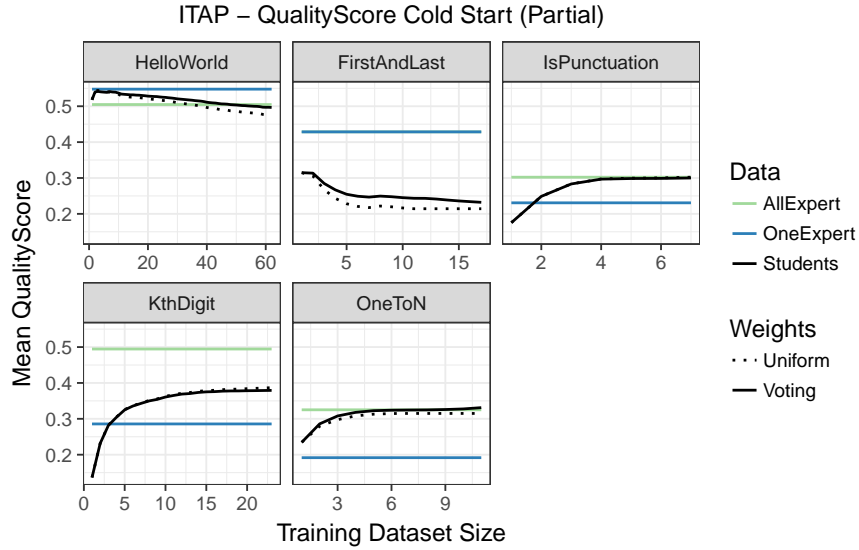 ITAP – QualityScore Cold Start (Partial)
HelloWorld
FirstAndLast
IsPunctuation
0.5
0.4
0.3
0.2
0 20 40 60
5 10 15
2 4 6
KthDigit
OneToN
0.5
0.4
0.3
0.2
0 5 10 15 20
3 6 9
Mean QualityScore
Training Dataset Size
Data
AllExpert
OneExpert
Students
Weights
Uniform
Voting